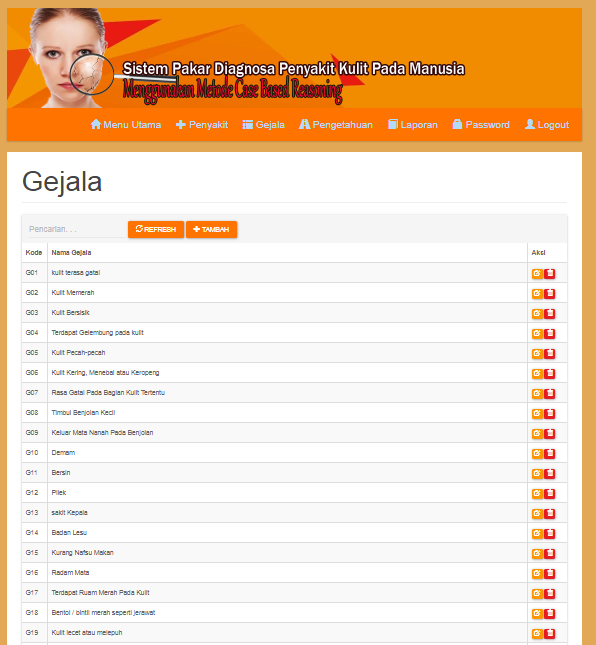 Sistem Pakar Diagnosa Penyakit Kulit Pada Manusia
Menggunakan Metode Case Based Reasoning
Menu Utama Penyakit Gejala Pengetahuan Laporan Password Logout
Gejala
Pencarian. . . REFRESH TAMBAH
Kode Nama Gejala Aksi
G01 kulit terasa gatal
G02 Kulit Memerah
G03 Kulit Bersisik
G04 Terdapat Gelembung pada kulit
G05 Kulit Pecah-pecah
G06 Kulit Kering, Menebal atau Keropeng
G07 Rasa Gatal Pada Bagian Kulit Tertentu
G08 Timbul Benjolan Kecil
G09 Keluar Mata Nanah Pada Benjolan
G10 Demam
G11 Bersin
G12 Pilek
G13 sakit Kepala
G14 Badan Lesu
G15 Kurang Nafsu Makan
G16 Radam Mata
G17 Terdapat Ruam Merah Pada Kulit
G18 Bentol / bintil merah seperti jerawat
G19 Kulit lecet atau melepuh